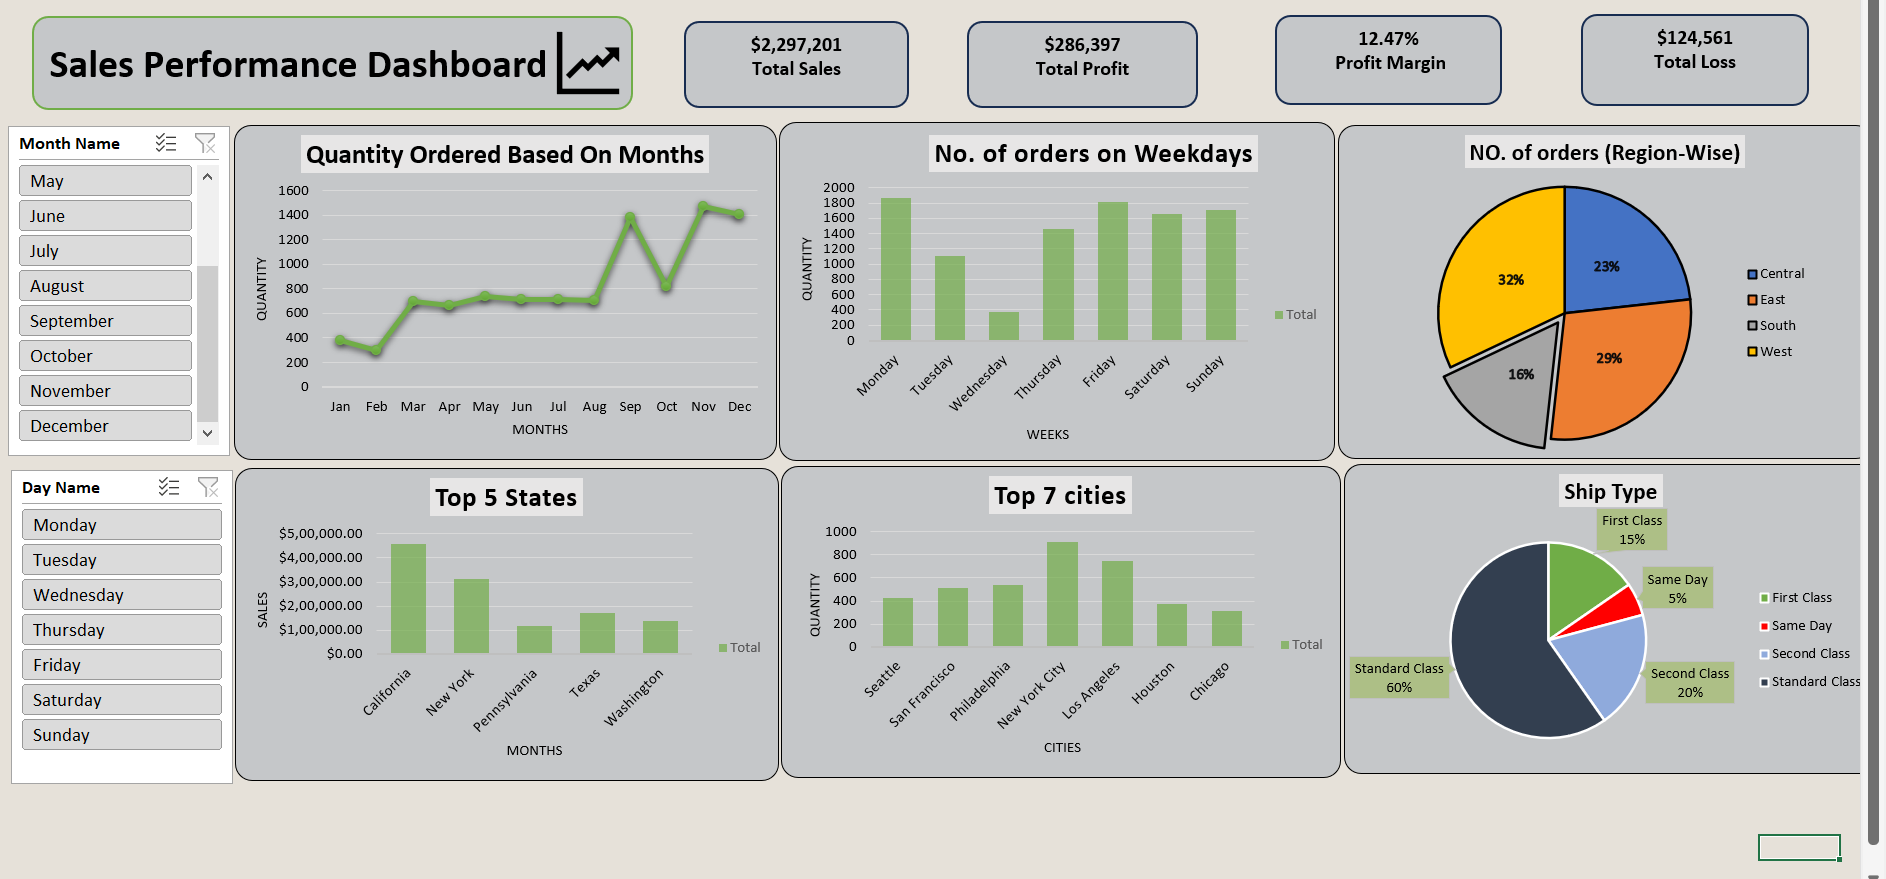 Sales Performance Dashboard
$2,297,201
Total Sales
$286,397
Total Profit
12.47%
Profit Margin
$124,561
Total Loss
Month Name
May
June
July
August
September
October
November
December
Quantity Ordered Based On Months
QUANTITY
1600
1400
1200
1000
800
600
400
200
0
Jan Feb Mar Apr May Jun Jul Aug Sep Oct Nov Dec
MONTHS
No. of orders on Weekdays
QUANTITY
2000
1800
1600
1400
1200
1000
800
600
400
200
0
Monday
Tuesday
Wednesday
Thursday
Friday
Saturday
Sunday
WEEKS
Total
NO. of orders (Region-Wise)
23%
29%
16%
32%
Central
East
South
West
Day Name
Monday
Tuesday
Wednesday
Thursday
Friday
Saturday
Sunday
Top 5 States
SALES
$5,00,000.00
$4,00,000.00
$3,00,000.00
$2,00,000.00
$1,00,000.00
$0.00
California
New York
Pennsylvania
Texas
Washington
MONTHS
Total
Top 7 cities
QUANTITY
1000
800
600
400
200
0
Seattle
San Francisco
Philadelphia
New York City
Los Angeles
Houston
Chicago
CITIES
Total
Ship Type
First Class
15%
Same Day
5%
Second Class
20%
Standard Class
60%
First Class
Same Day
Second Class
Standard Class